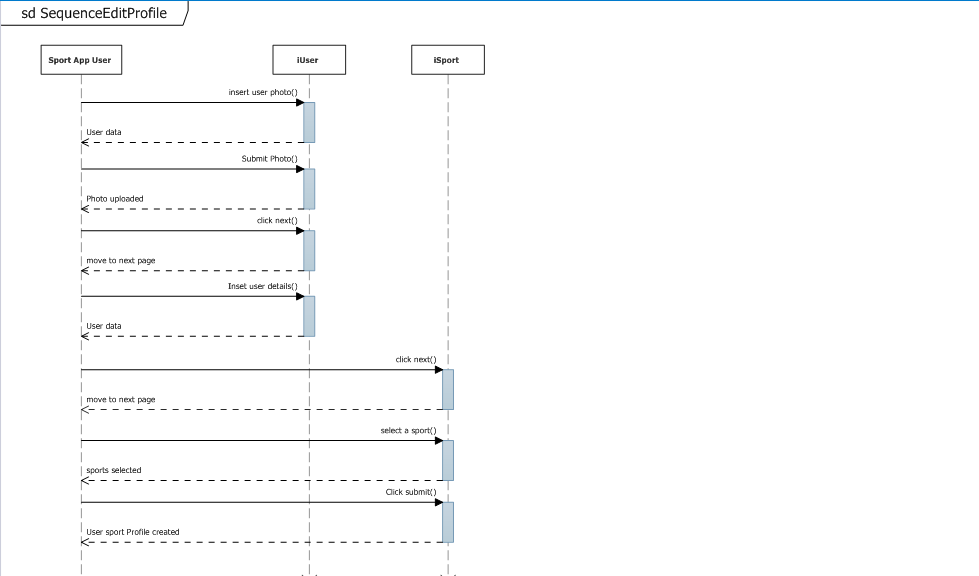 sd SequenceEditProfile
Sport App User
iUser
iSport
insert user photo()
User data
Submit Photo()
Photo uploaded
click next()
move to next page
Inset user details()
User data
click next()
move to next page
select a sport()
sports selected
Click submit()
User sport Profile created